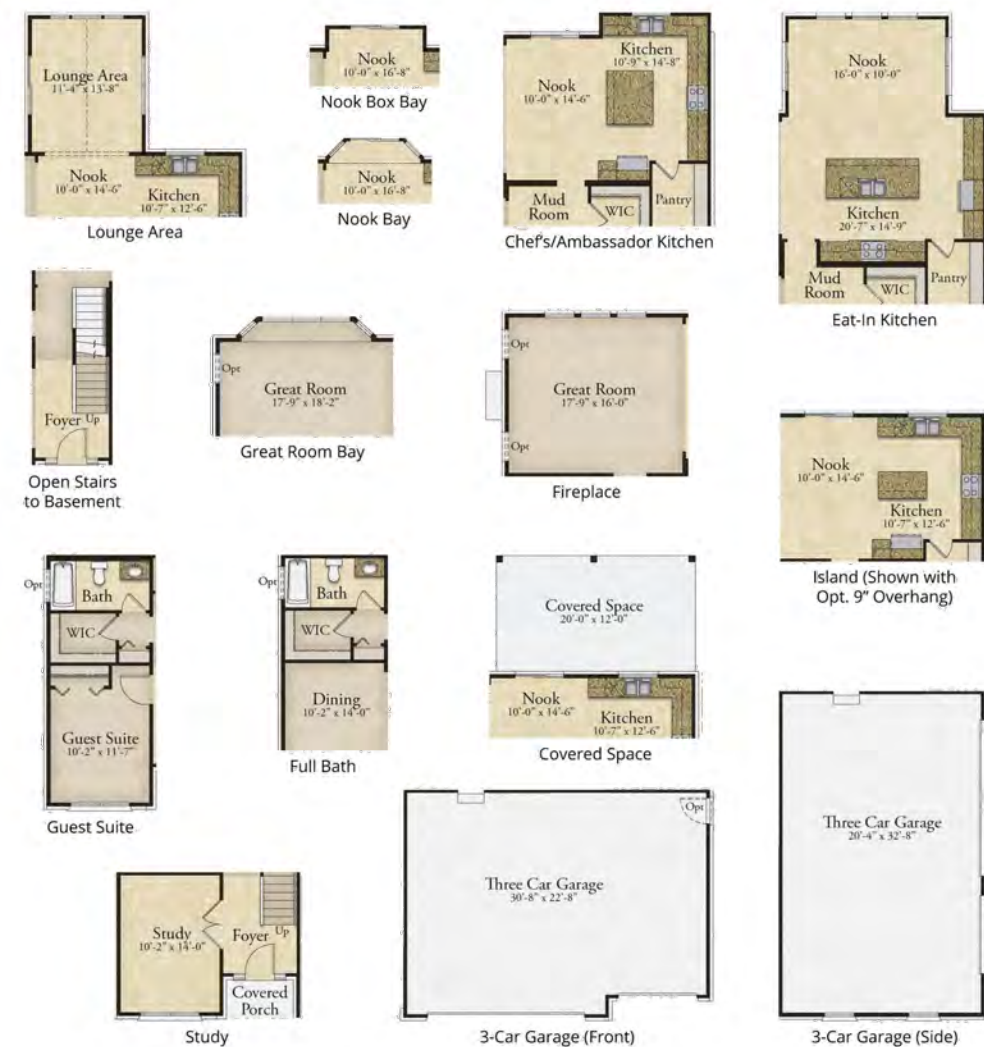 Lounge Area
11'-4" x 13'-8"
Nook
10'-0" x 14'-6"
Kitchen
10'-7" x 12'-6"
Lounge Area
Nook
10'-0" x 16'-8"
Nook Box Bay
Nook
10'-0" x 16'-8"
Nook Bay
Kitchen
10'-9" x 14'-8"
Nook
10'-0" x 14'-6"
Mud
Room
WIC
Pantry
Chef's/Ambassador Kitchen
Nook
16'-0" x 10'-0"
Kitchen
20'-7" x 14'-9"
Mud
Room
WIC
Pantry
Eat-In Kitchen
Foyer Up
Open Stairs
to Basement
Opt
Great Room
17'-9" x 18'-2"
Great Room Bay
Opt
Great Room
17'-9" x 16'-0"
Opt
Fireplace
Nook
10'-0" x 14'-6"
Kitchen
10'-7" x 12'-6"
Island (Shown with
Opt. 9" Overhang)
Opt
Bath
WIC
Guest Suite
10'-2" x 11'-7"
Guest Suite
Opt
Bath
WIC
Dining
10'-2" x 14'-0"
Full Bath
Covered Space
20'-0" x 12'-0"
Nook
10'-0" x 14'-6"
Kitchen
10'-7" x 12'-6"
Covered Space
Study
10'-2" x 14'-0"
Foyer Up
Covered
Porch
Study
Opt
Three Car Garage
30'-8" x 22'-8"
3-Car Garage (Front)
Three Car Garage
20'-4" x 32'-8"
3-Car Garage (Side)